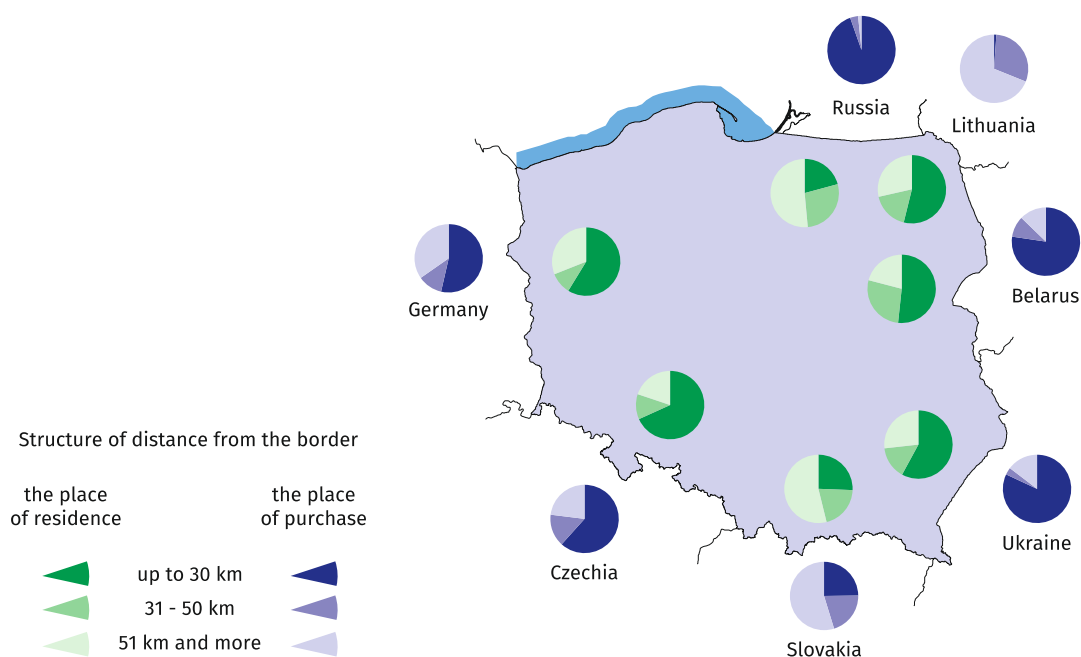 Russia
Lithuania
Germany
Belarus
Structure of distance from the border
the place
of residence
the place
of purchase
up to 30 km
31 - 50 km
51 km and more
Czechia
Ukraine
Slovakia